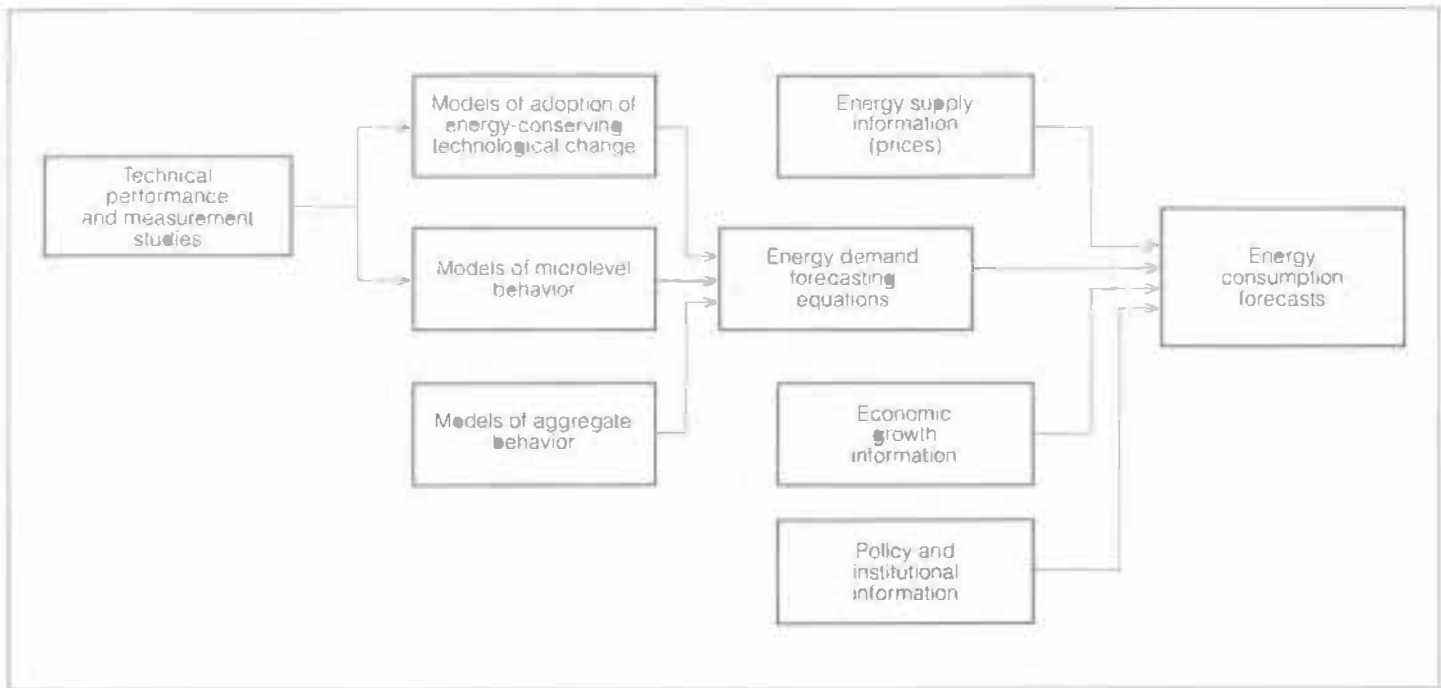 Technical
performance
and measurement
studies
Models of adoption of
energy-conserving
technological change
Models of microlevel
behavior
Models of aggregate
behavior
Energy supply
information
(prices)
Energy demand
forecasting
equations
Economic
growth
information
Policy and
institutional
information
Energy
consumption
forecasts